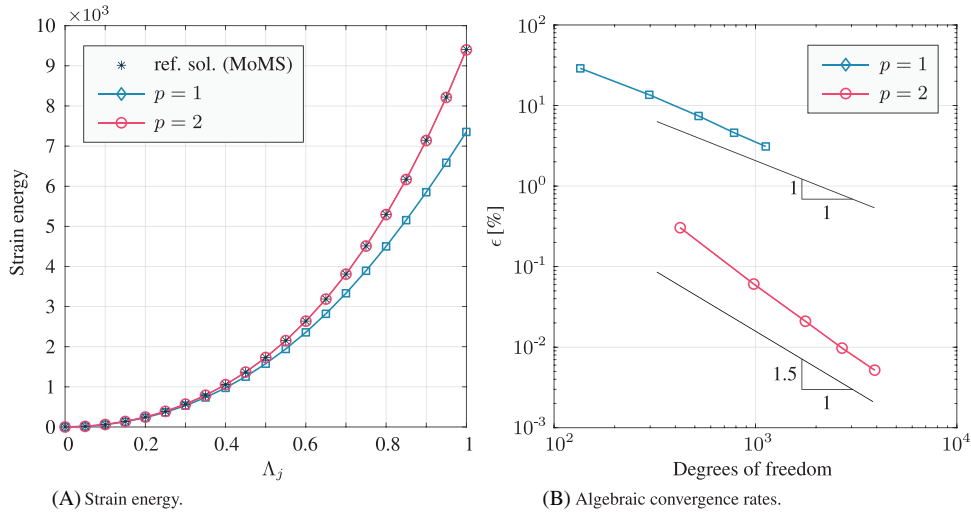 ×10³
10
9
8
7
6
5
4
3
2
1
0
0
0.2
0.4
0.6
0.8
1
Strain energy
Λⱼ
ref. sol. (MoMS)
p = 1
p = 2
(A) Strain energy.
10²
10¹
10⁰
10⁻¹
10⁻²
10⁻³
10²
10³
10⁴
ϵ [%]
Degrees of freedom
p = 1
p = 2
1
1
1.5
1
(B) Algebraic convergence rates.